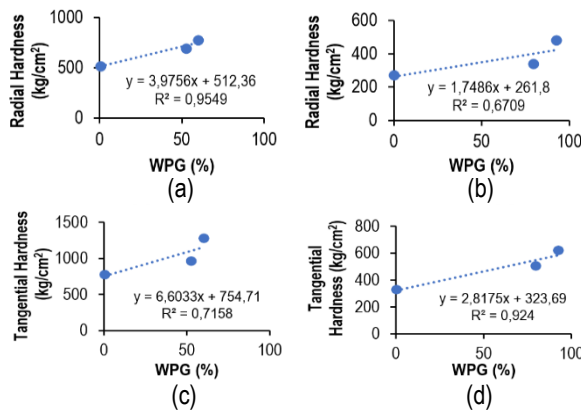 Radial Hardness
(kg/cm²)
1000
500
0
y = 3,9756x + 512,36
R² = 0,9549
0
50
100
WPG (%)
(a)
Radial Hardness
(kg/cm²)
600
400
200
0
y = 1,7486x + 261,8
R² = 0,6709
0
50
100
WPG (%)
(b)
Tangential Hardness
(kg/cm²)
1500
1000
500
0
y = 6,6033x + 754,71
R² = 0,7158
0
50
100
WPG (%)
(c)
Tangential
Hardness (kg/cm²)
800
600
400
200
0
y = 2,8175x + 323,69
R² = 0,924
0
50
100
WPG (%)
(d)